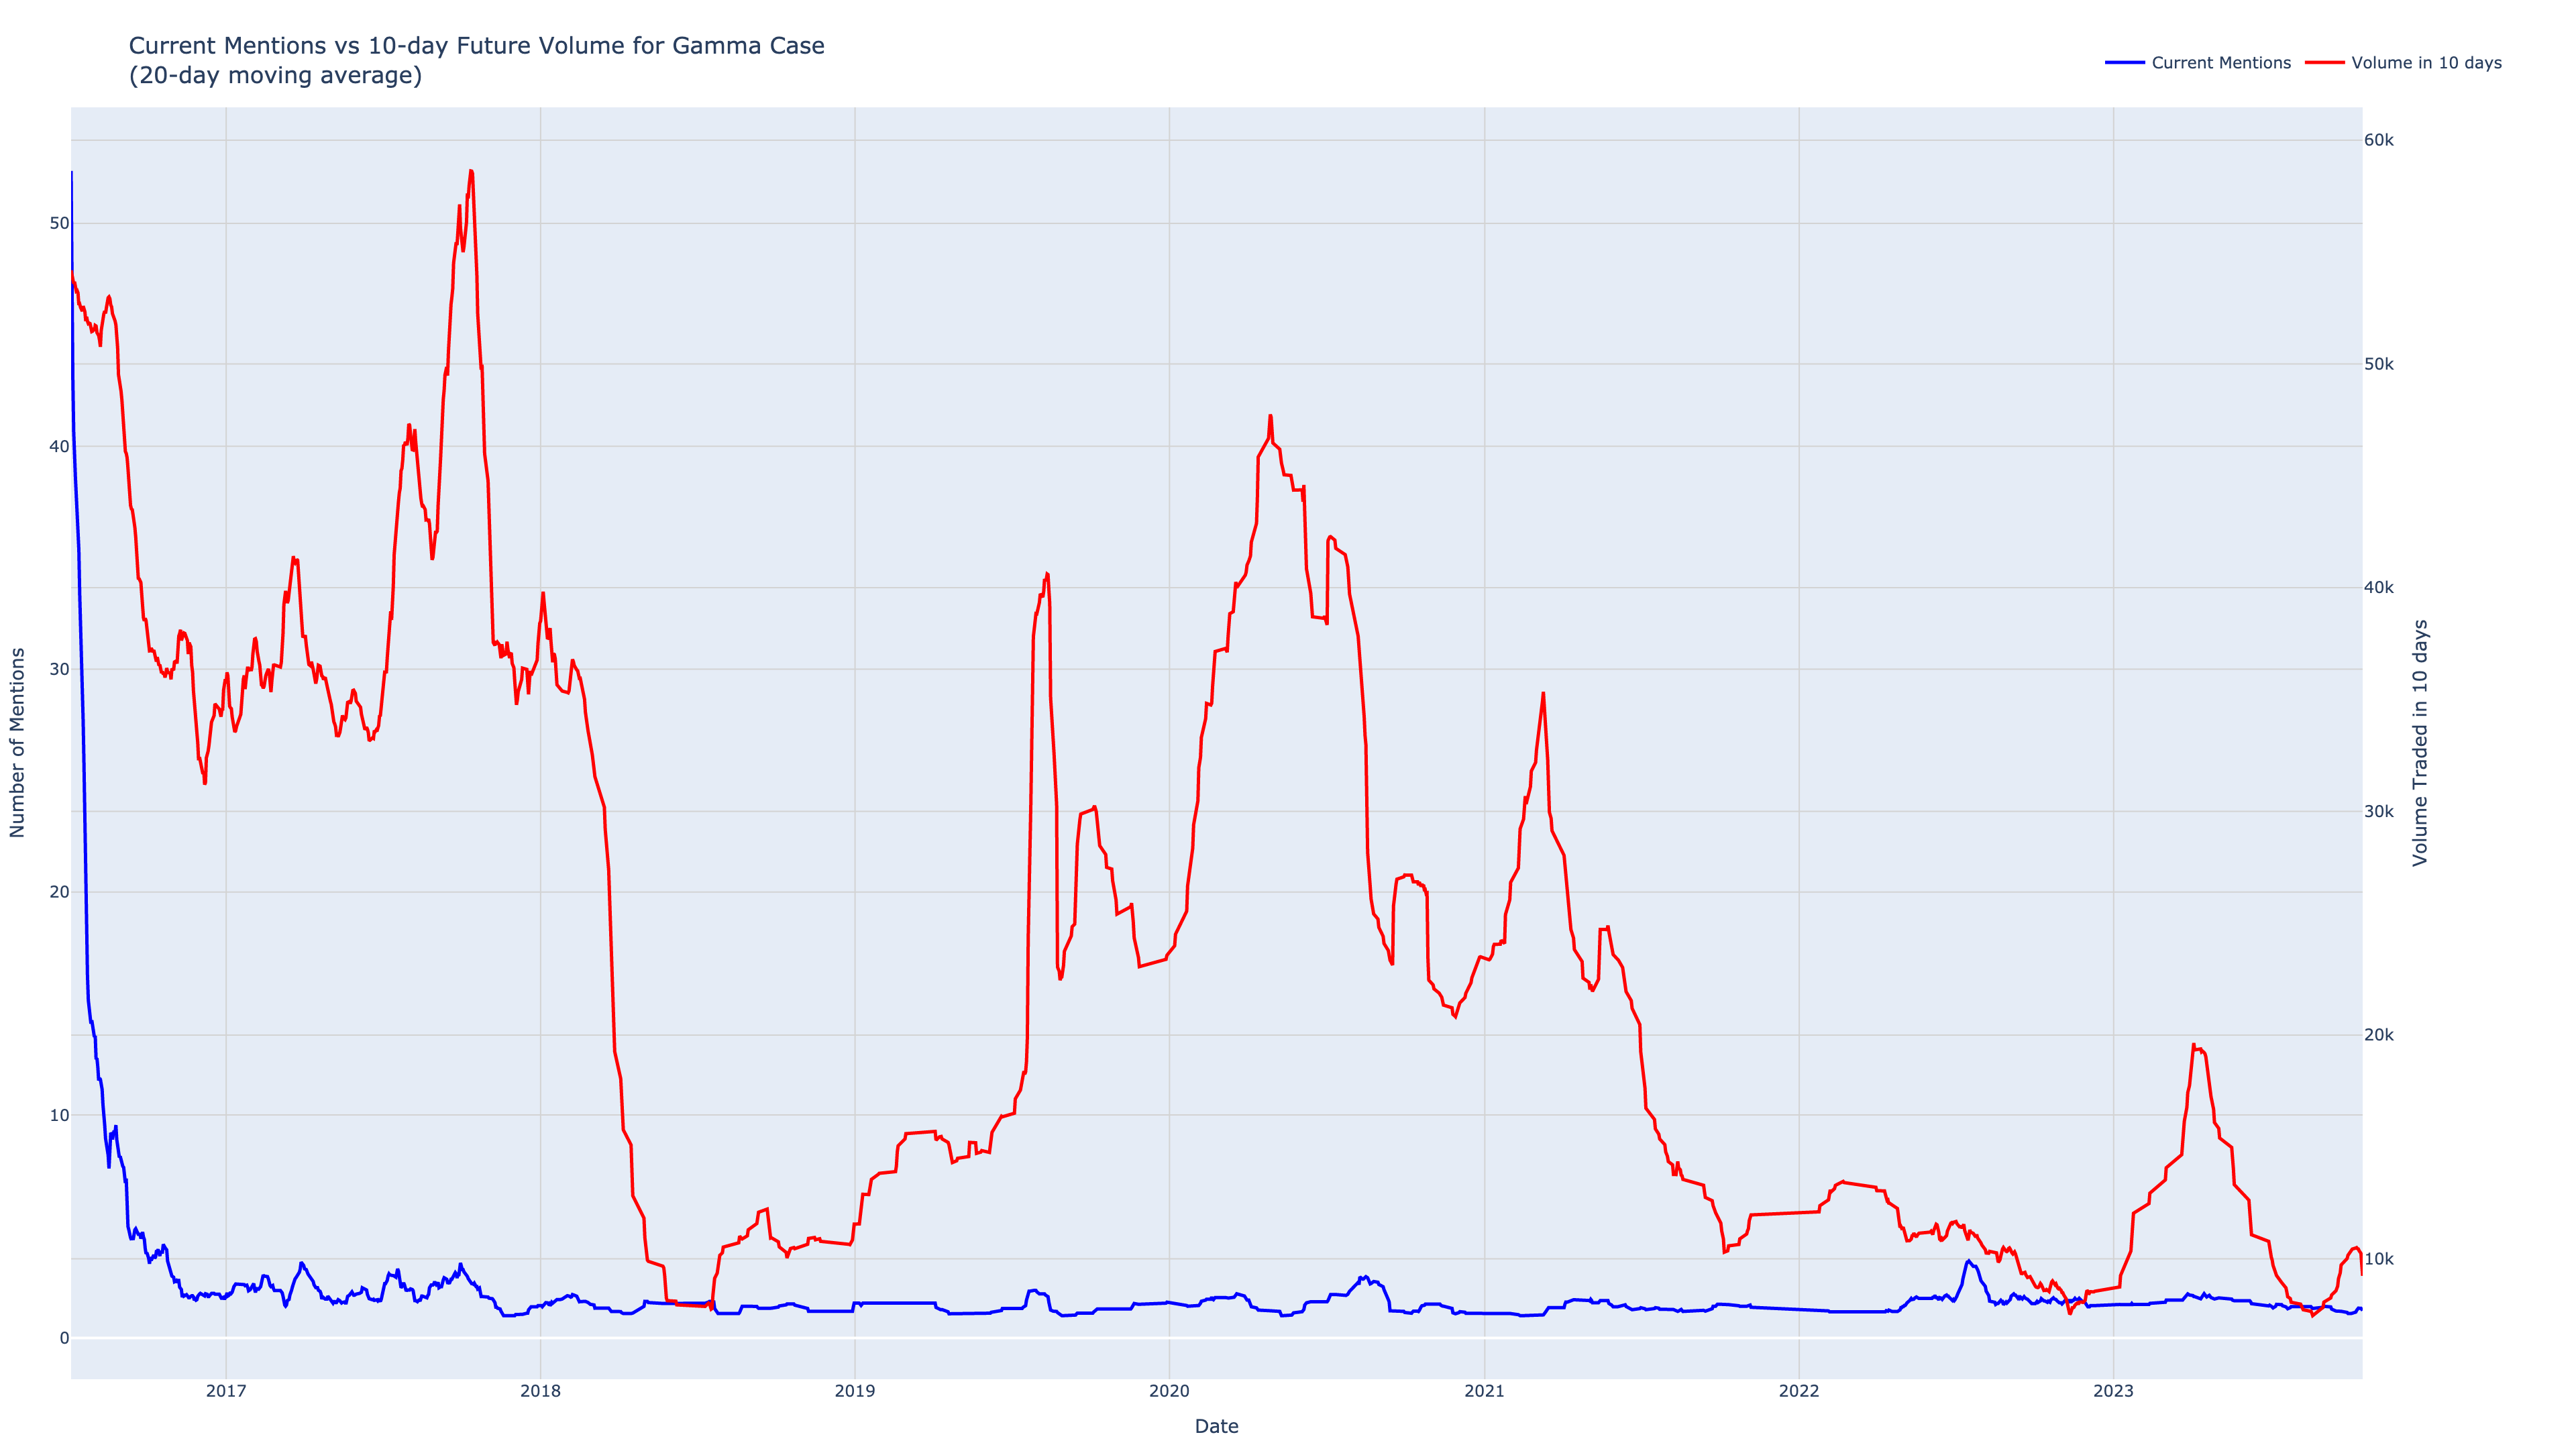 Current Mentions vs 10-day Future Volume for Gamma Case
(20-day moving average)
Current Mentions
Volume in 10 days
60k
50
50k
40
40k
30
30k
20
20k
10
10k
0
Number of Mentions
Volume Traded in 10 days
2017
2018
2019
2020
2021
2022
2023
Date